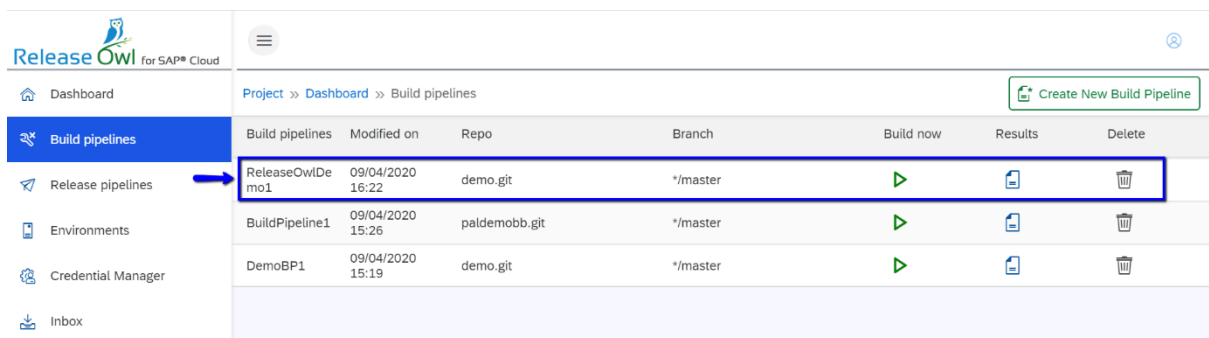 Release Owl for SAP® Cloud
Dashboard
Project » Dashboard » Build pipelines
Create New Build Pipeline
Build pipelines
Build pipelines Modified on Repo Branch Build now Results Delete
ReleaseOwlDe 09/04/2020
mo1 16:22 demo.git */master
Release pipelines
BuildPipeline1 09/04/2020
15:26 paldemobb.git */master
Environments
DemoBP1 09/04/2020
15:19 demo.git */master
Credential Manager
Inbox